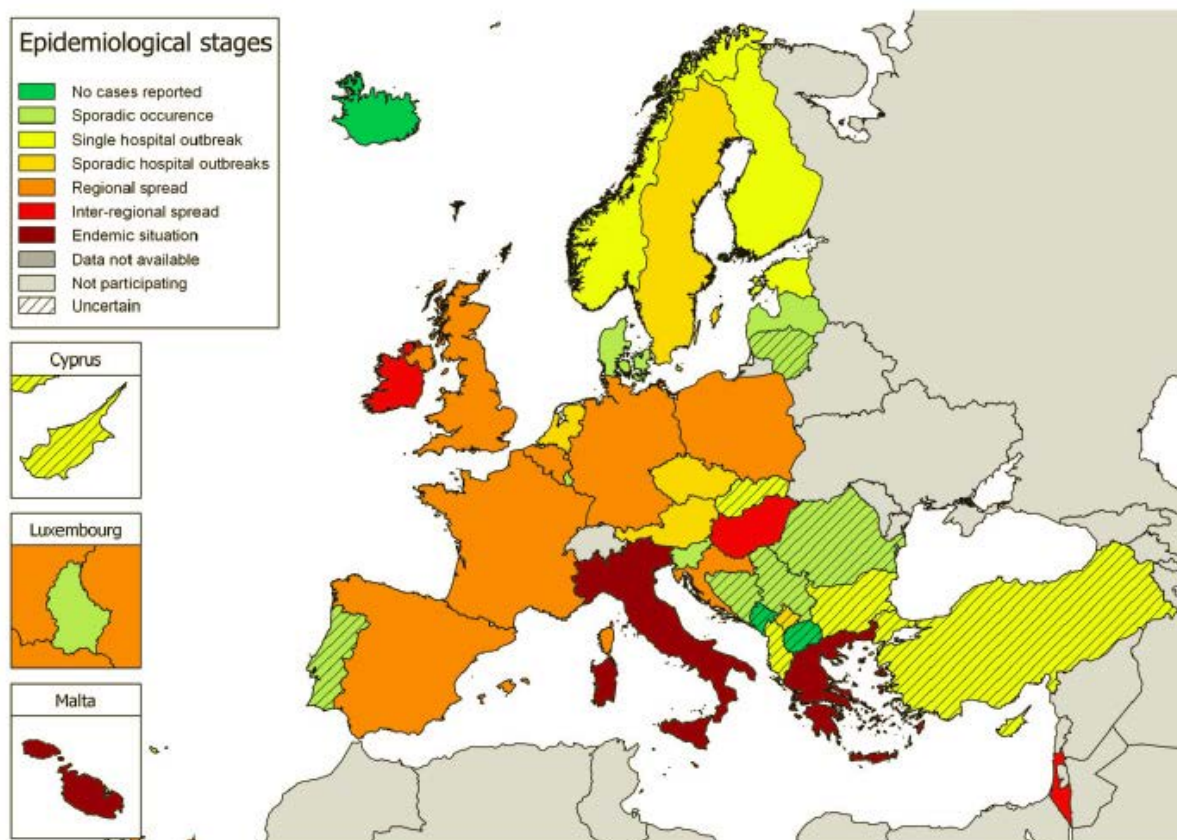 Epidemiological stages
No cases reported
Sporadic occurence
Single hospital outbreak
Sporadic hospital outbreaks
Regional spread
Inter-regional spread
Endemic situation
Data not available
Not participating
Uncertain
Cyprus
Luxembourg
Malta